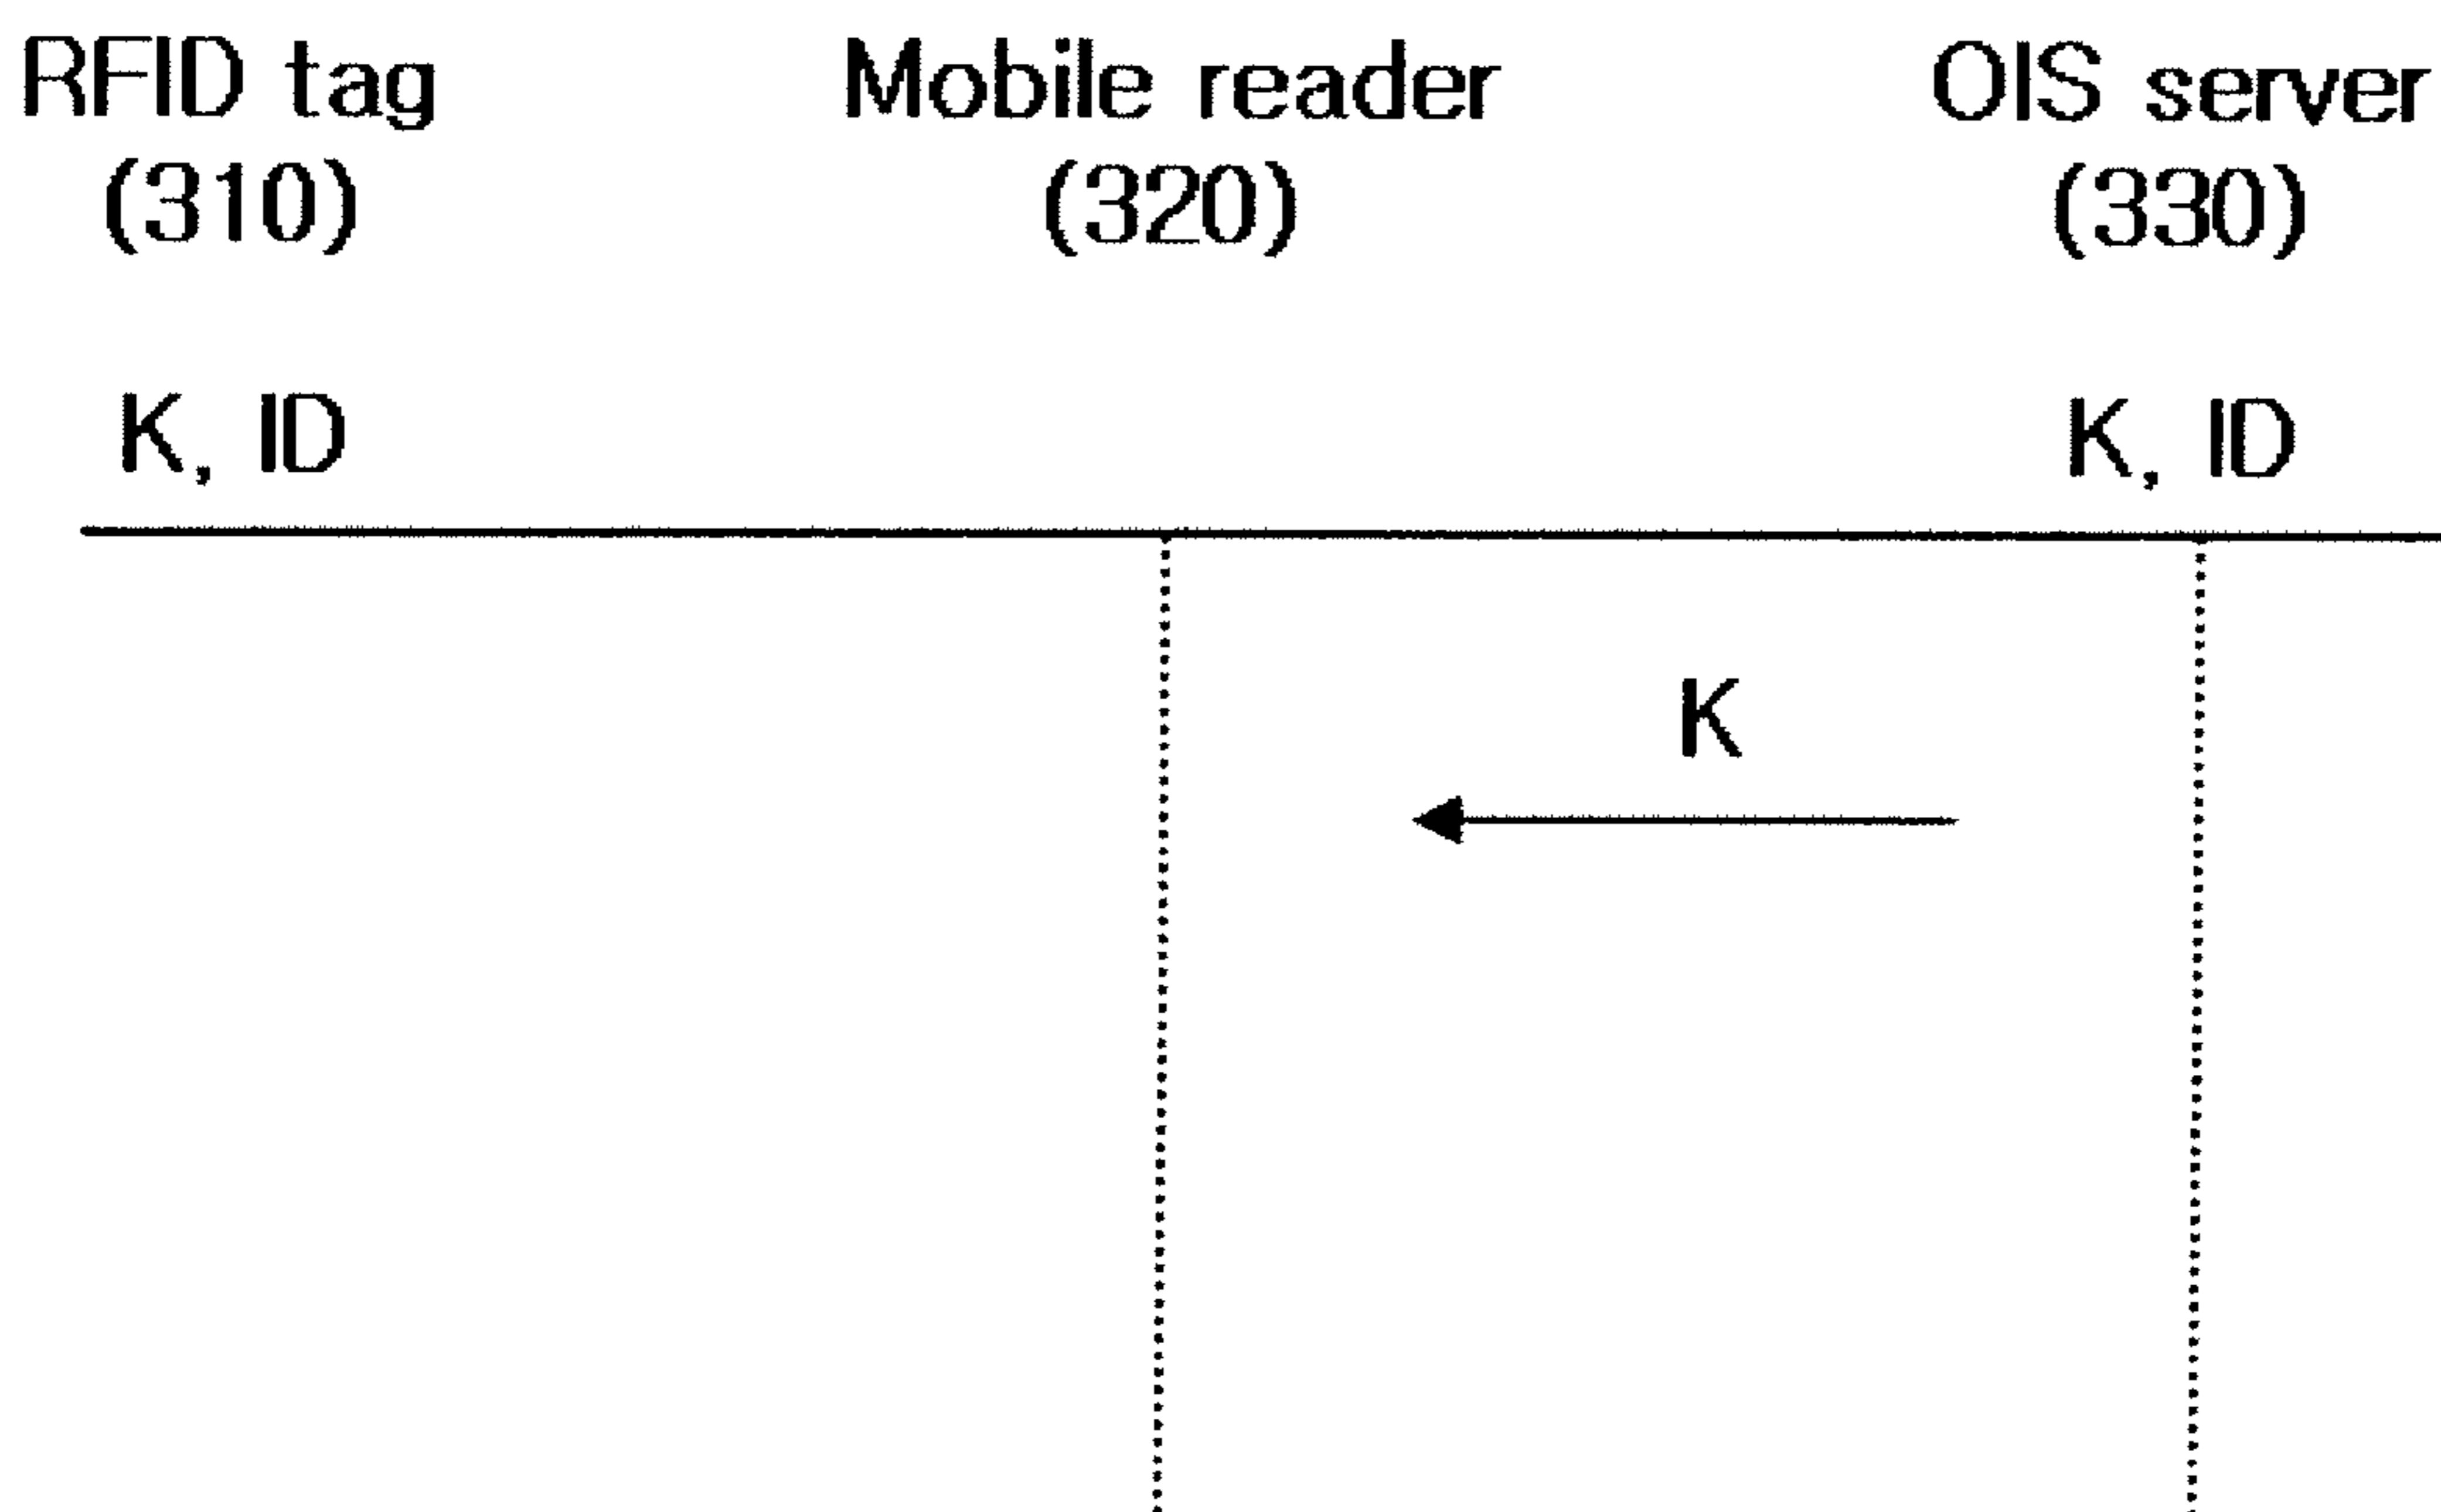 RFID tag Mobile reader OIS server
(310) (320) (330)
K, ID K, ID
K